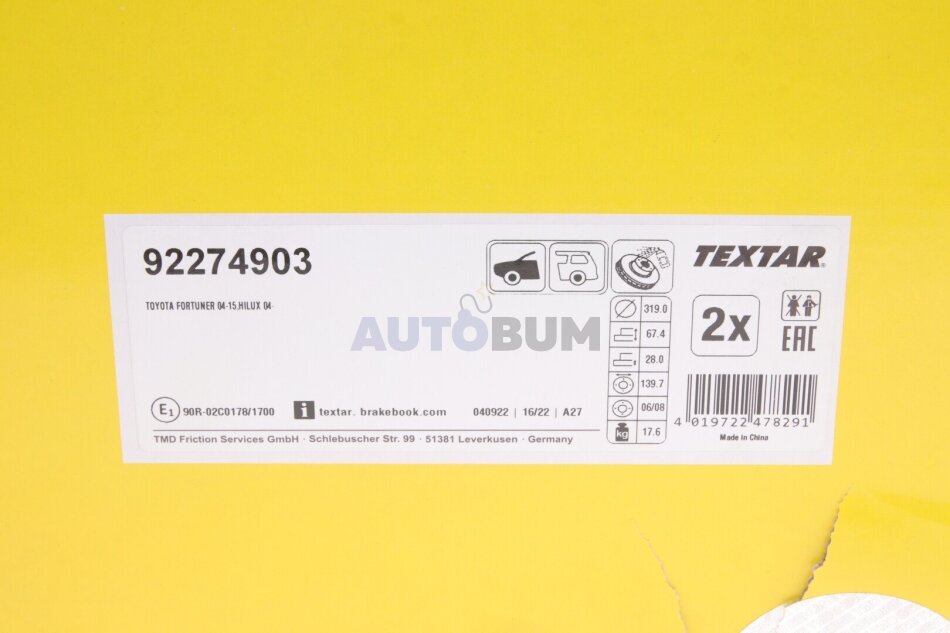 92274903
TEXTAR®
TOYOTA FORTUNER 04-15,HILUX 04-
319.0
67.4
28.0
139.7
06/08
kg 17.6
2x
EAC
AUTOBUM
E1 90R-02C0178/1700
i textar. brakebook.com
040922 | 16/22 | A27
TMD Friction Services GmbH · Schlebuscher Str. 99 · 51381 Leverkusen · Germany
4 019722 478291
Made in China